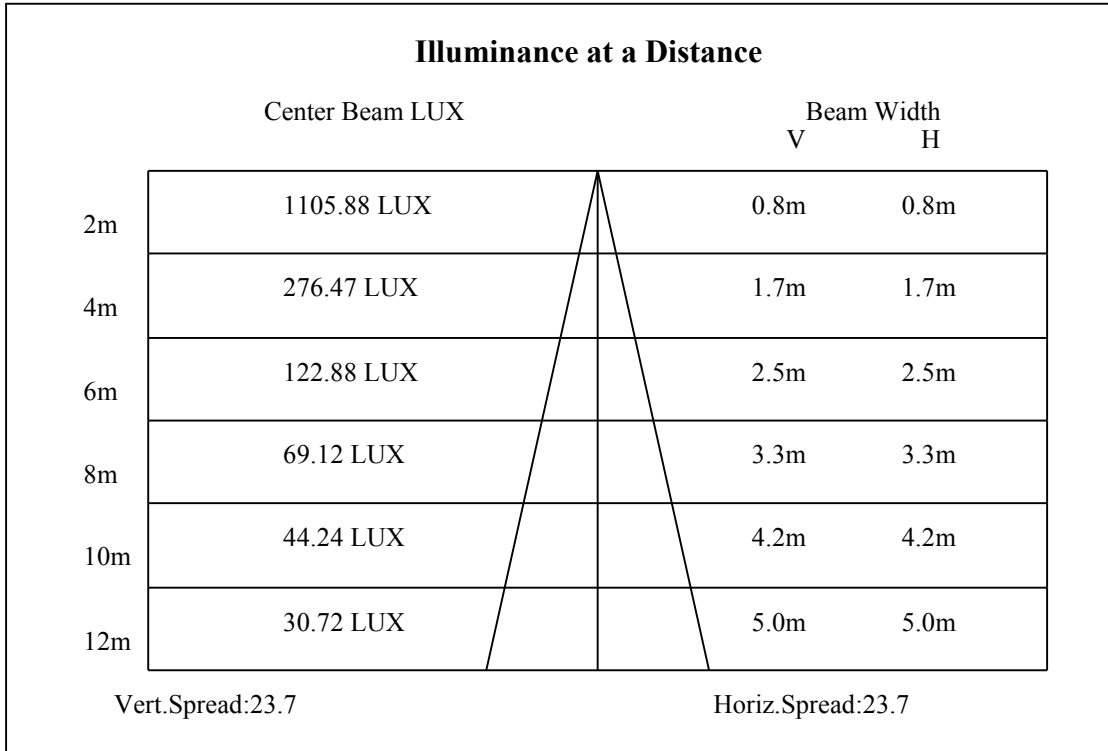 Illuminance at a Distance
Center Beam LUX Beam Width
V H
2m 1105.88 LUX 0.8m 0.8m
4m 276.47 LUX 1.7m 1.7m
6m 122.88 LUX 2.5m 2.5m
8m 69.12 LUX 3.3m 3.3m
10m 44.24 LUX 4.2m 4.2m
12m 30.72 LUX 5.0m 5.0m
Vert.Spread:23.7 Horiz.Spread:23.7